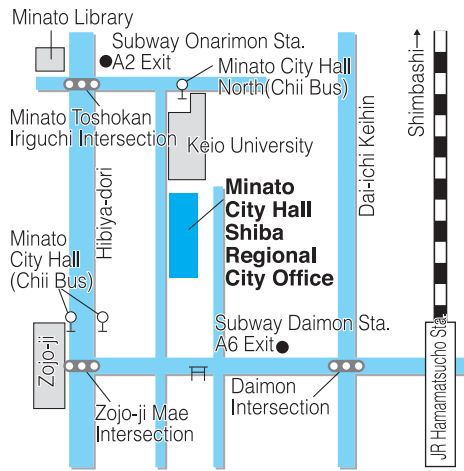 Minato Library
Subway Onarimon Sta.
A2 Exit
Minato City Hall
North(Chii Bus)
Shimbashi
Minato Toshokan
Iriguchi Intersection
Keio University
Dai-ichi Keihin
Hibiya-dori
Minato
City Hall
Shiba
Regional
City Office
Minato
City Hall
(Chii Bus)
Subway Daimon Sta.
A6 Exit
Zojo-ji
JR Hamamatsucho Sta.
Zojo-ji Mae
Intersection
Daimon
Intersection